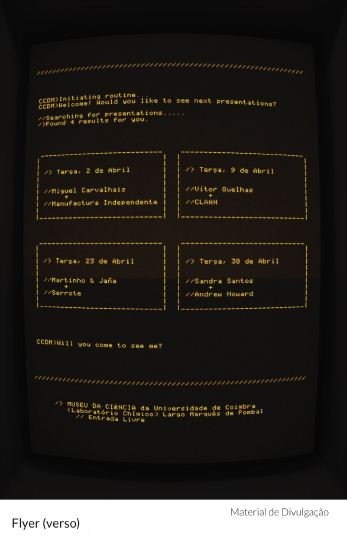 ////////////////////////////////////////////////////////
CCDM>Initiating routine...
CCDM>Welcome! Would you like to see next presentations?
//Searching for presentations.....
/>Found 4 results for you.
/> Terça, 2 de Abril
//Miguel Carvalhais
+
//Manufactura Independente
/> Terça, 9 de Abril
//Vítor Quelhas
+
//CLAAN
/> Terça, 23 de Abril
//Martinho & Jaña
+
//Serrote
/> Terça, 30 de Abril
//Sandra Santos
+
//Andrew Howard
CCDM>Will you come to see me?
////////////////////////////////////////////////////////
/> MUSEU DA CIÊNCIA da Universidade de Coimbra
(Laboratório Chímico) Largo Marquês de Pombal
// Entrada Livre
Material de Divulgação
Flyer (verso)